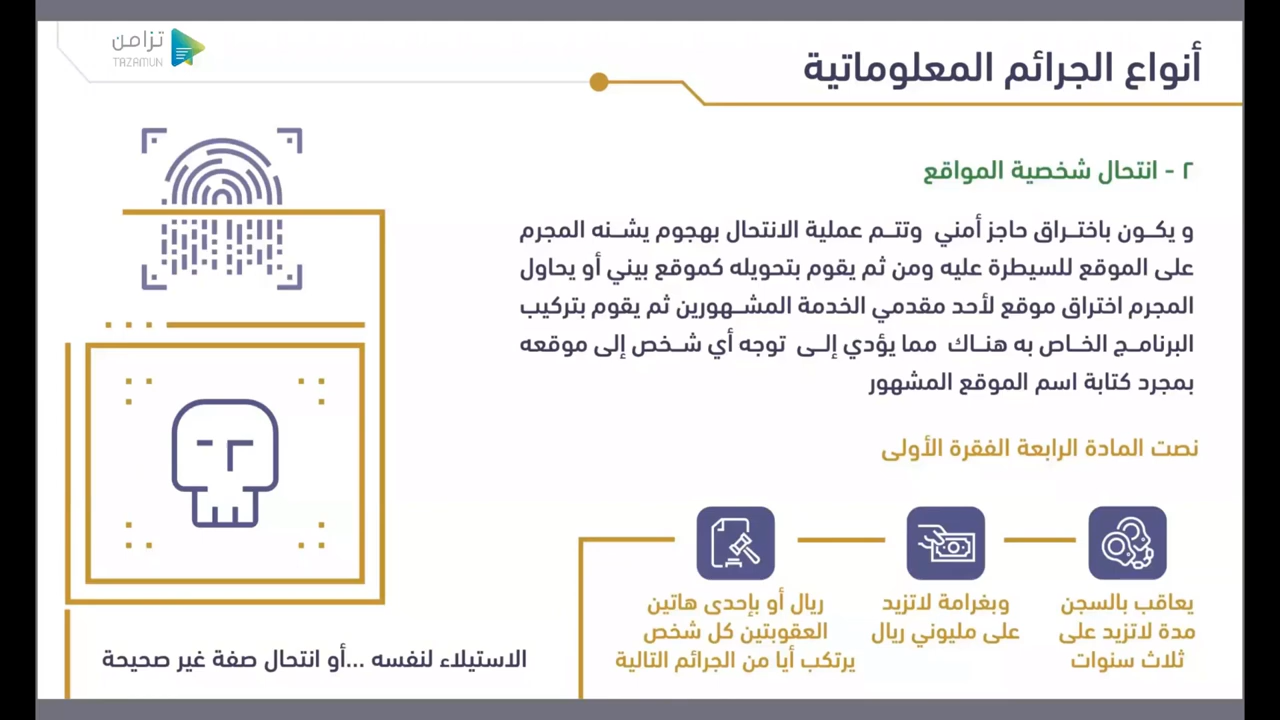 تزامن
TAZAMUN
أنواع الجرائم المعلوماتية
٢ - انتحال شخصية المواقع
و يكـون باختـراق حاجز أمني وتتـم عملية الانتحال بهجوم يشـنه المجرم
على الموقع للسيطرة عليه ومن ثم يقوم بتحويله كموقع بيني أو يحاول
المجرم اختراق موقع لأحد مقدمي الخدمة المشـهورين ثم يقوم بتركيب
البرنامـج الخـاص به هنـاك مما يؤدي إلـى توجه أي شـخص إلى موقعه
بمجرد كتابة اسم الموقع المشهور
نصت المادة الرابعة الفقرة الأولى
يعاقب بالسجن
مدة لاتزيد على
ثلاث سنوات
وبغرامة لاتزيد
على مليوني ريال
ريال أو بإحدى هاتين
العقوبتين كل شخص
يرتكب أيا من الجرائم التالية
الاستيلاء لنفسه ...أو انتحال صفة غير صحيحة